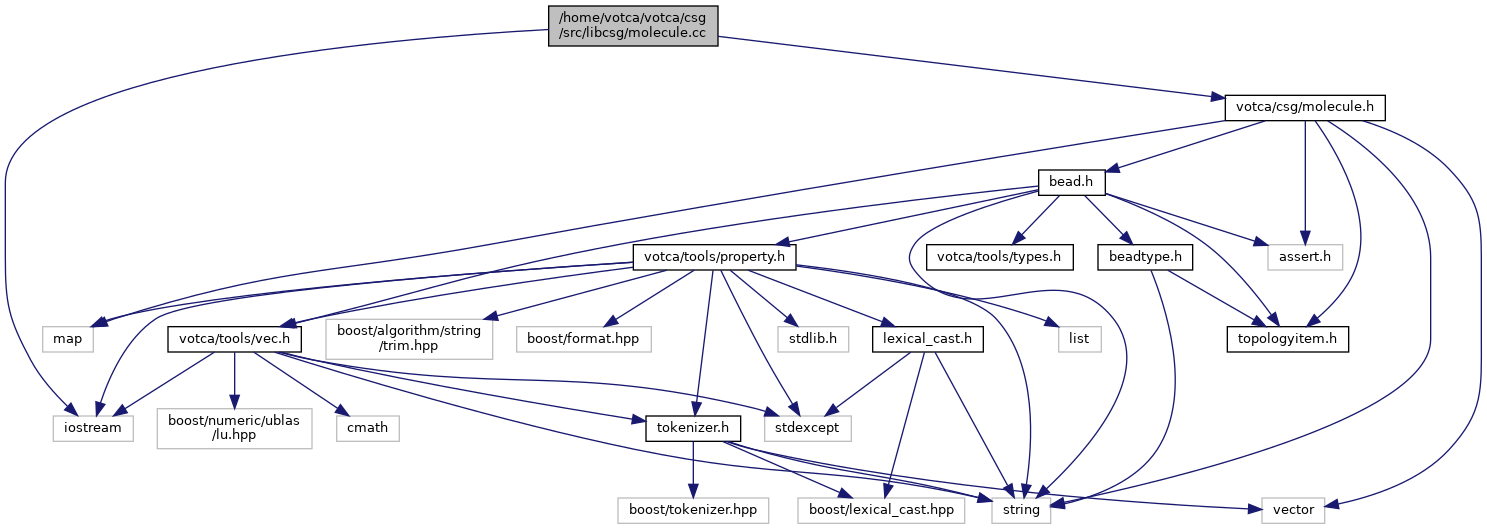 /home/votca/votca/csg
/src/libcsg/molecule.cc
votca/csg/molecule.h
bead.h
votca/tools/property.h
votca/tools/types.h
beadtype.h
assert.h
map
votca/tools/vec.h
boost/algorithm/string
/trim.hpp
boost/format.hpp
stdlib.h
lexical_cast.h
list
topologyitem.h
iostream
boost/numeric/ublas
/lu.hpp
cmath
tokenizer.h
stdexcept
boost/tokenizer.hpp
boost/lexical_cast.hpp
string
vector